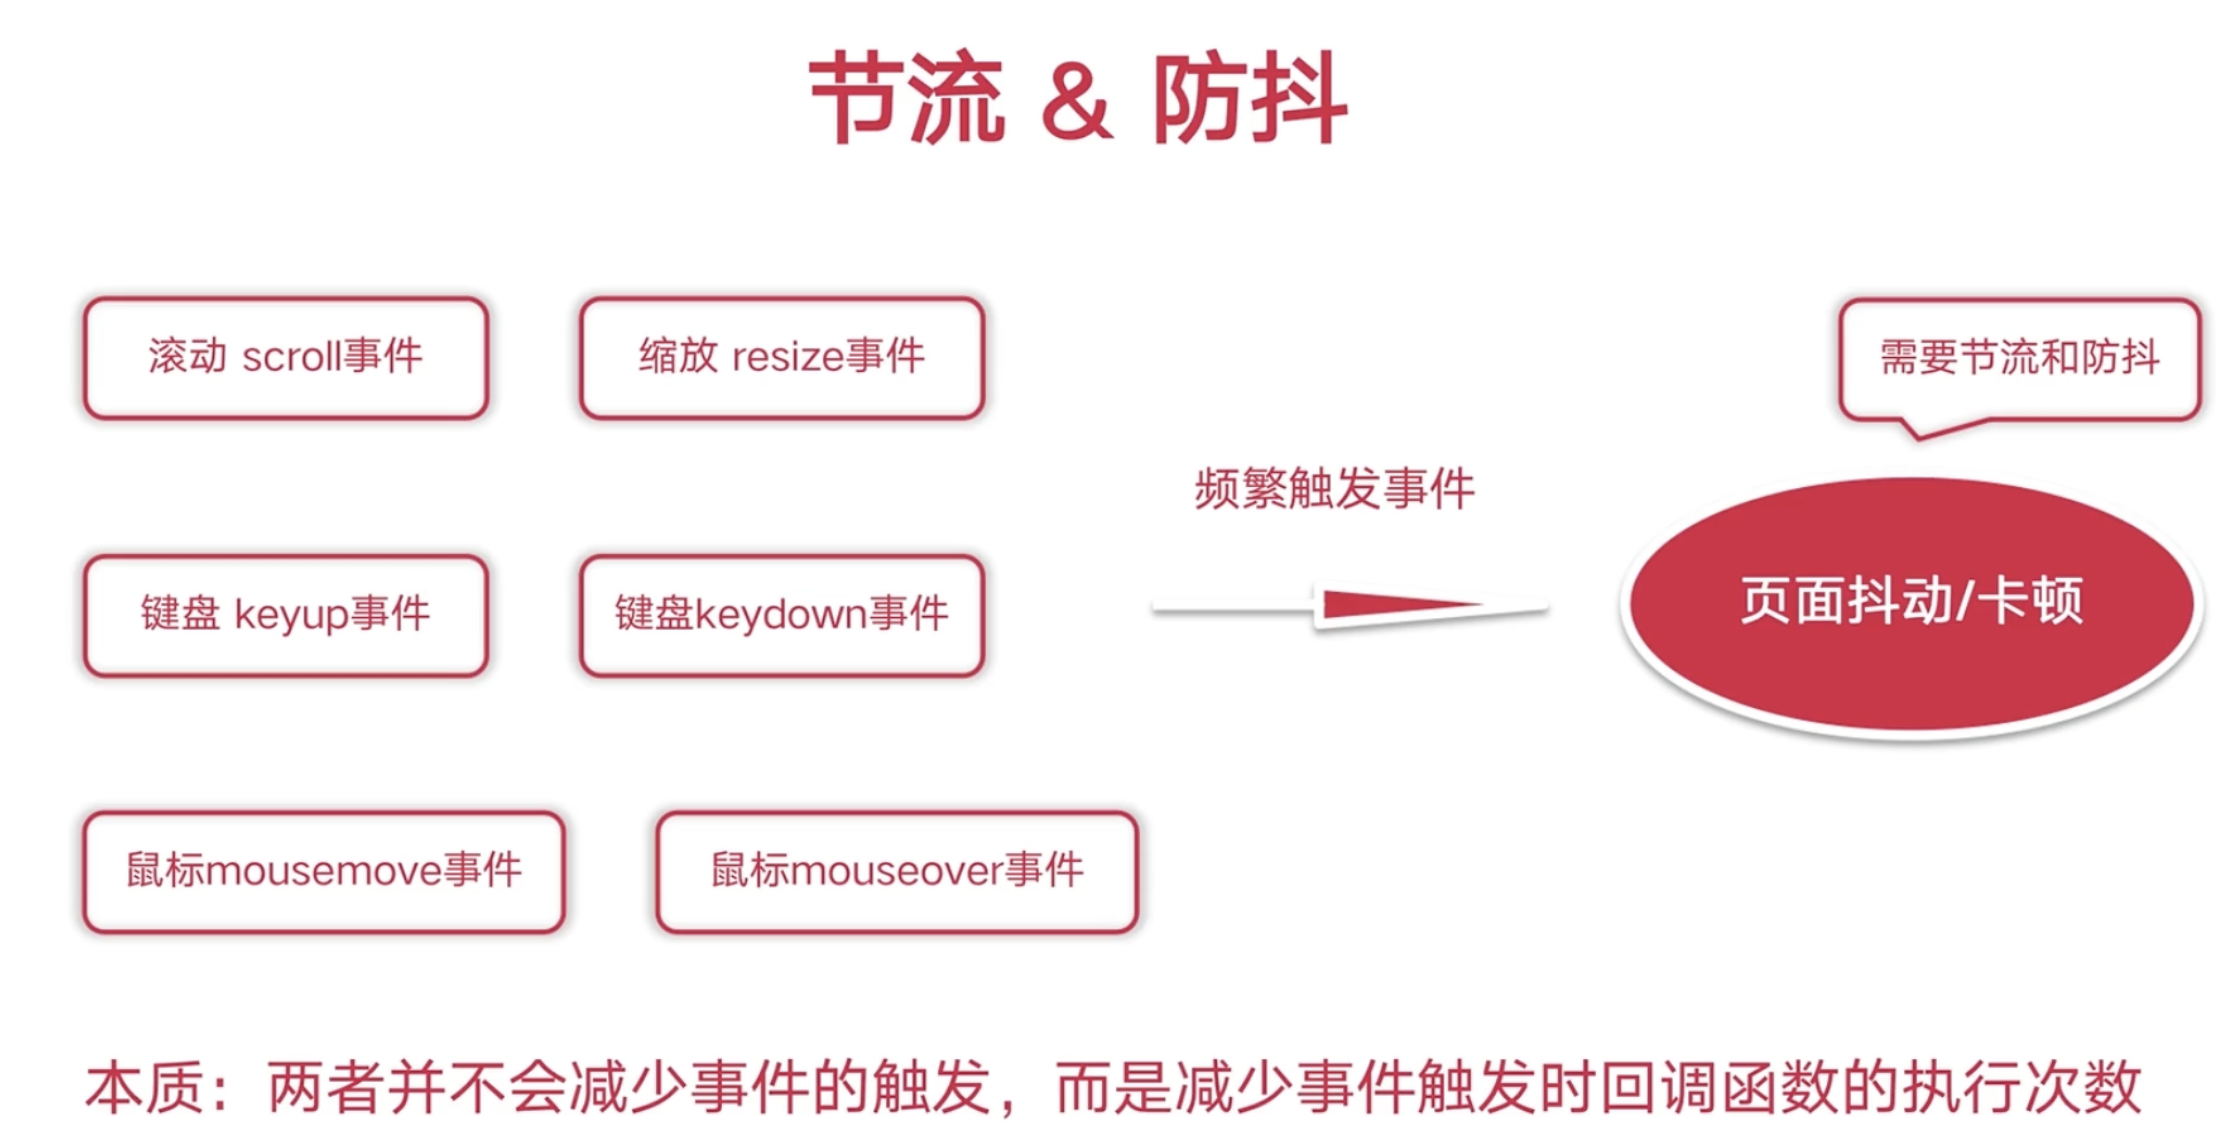 节流 & 防抖
滚动 scroll事件
缩放 resize事件
需要节流和防抖
频繁触发事件
键盘 keyup事件
键盘keydown事件
页面抖动/卡顿
鼠标mousemove事件
鼠标mouseover事件
本质：两者并不会减少事件的触发，而是减少事件触发时回调函数的执行次数